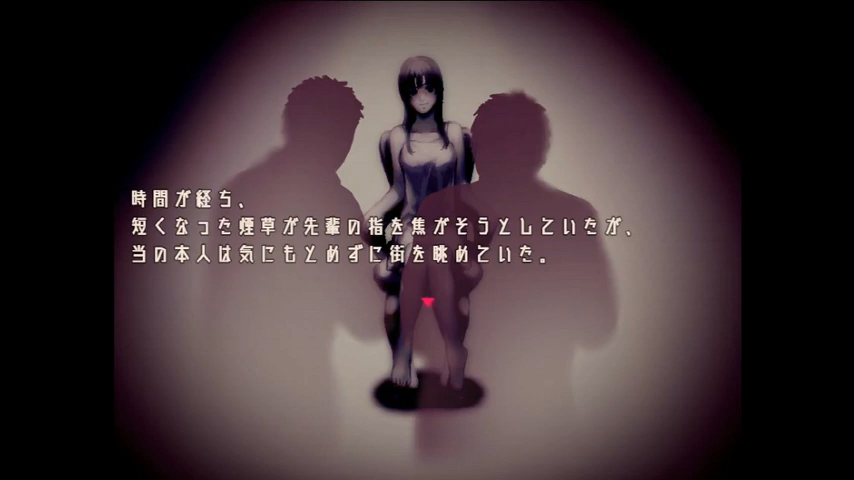 時間が経ち、
短くなった煙草が先輩の指を焦がそうとしていたが、
当の本人は気にもとめずに街を眺めていた。